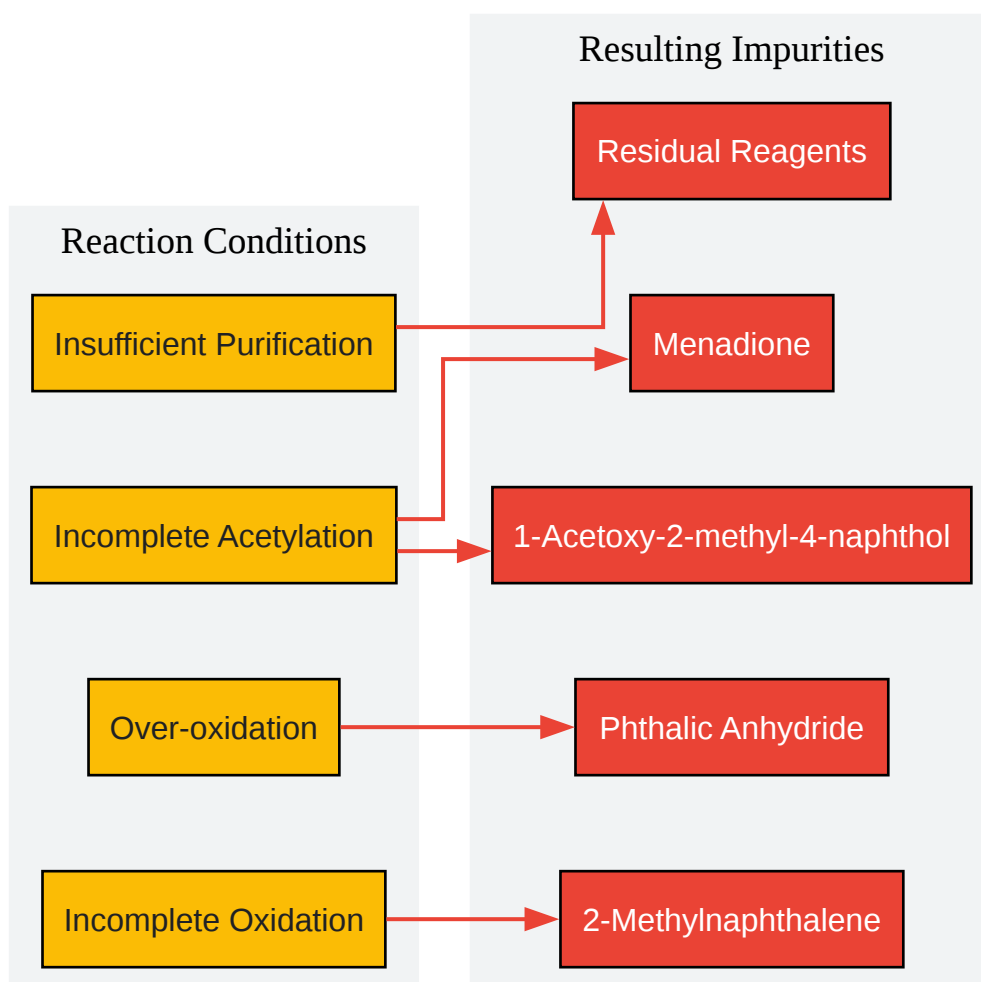 Resulting Impurities
Residual Reagents
Reaction Conditions
Insufficient Purification
Menadione
Incomplete Acetylation
1-Acetoxy-2-methyl-4-naphthol
Over-oxidation
Phthalic Anhydride
Incomplete Oxidation
2-Methylnaphthalene